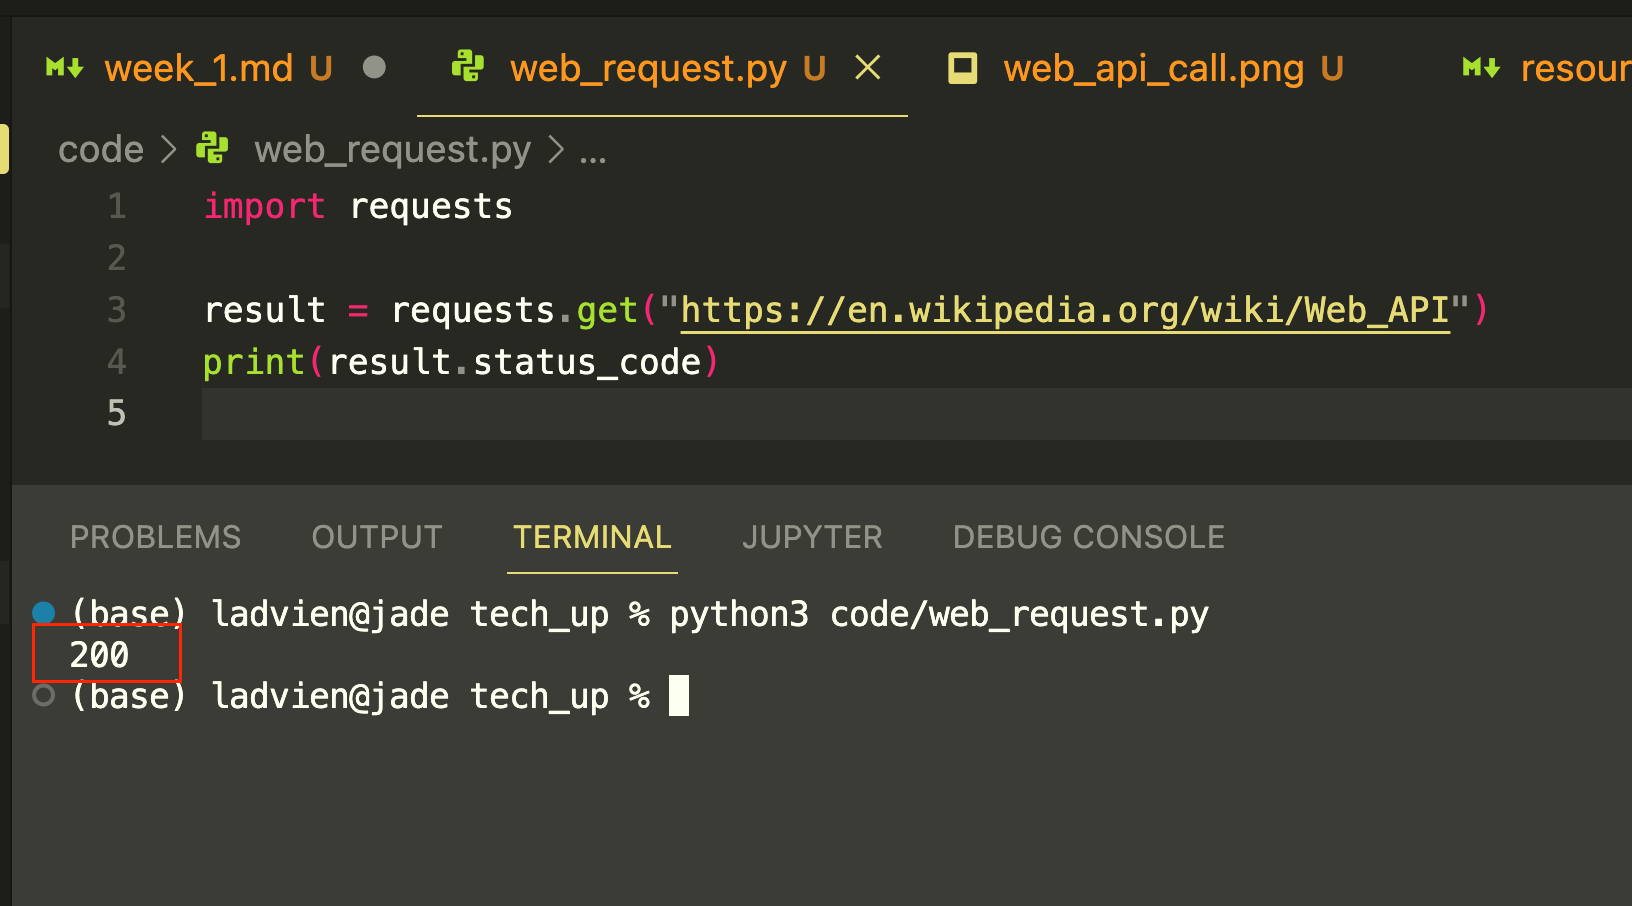 week_1.md U web_request.py U web_api_call.png U resour
code > web_request.py > ...
1 import requests
2
3 result = requests.get("https://en.wikipedia.org/wiki/Web_API")
4 print(result.status_code)
5
PROBLEMS OUTPUT TERMINAL JUPYTER DEBUG CONSOLE
(base) ladvien@jade tech_up % python3 code/web_request.py
200
(base) ladvien@jade tech_up %